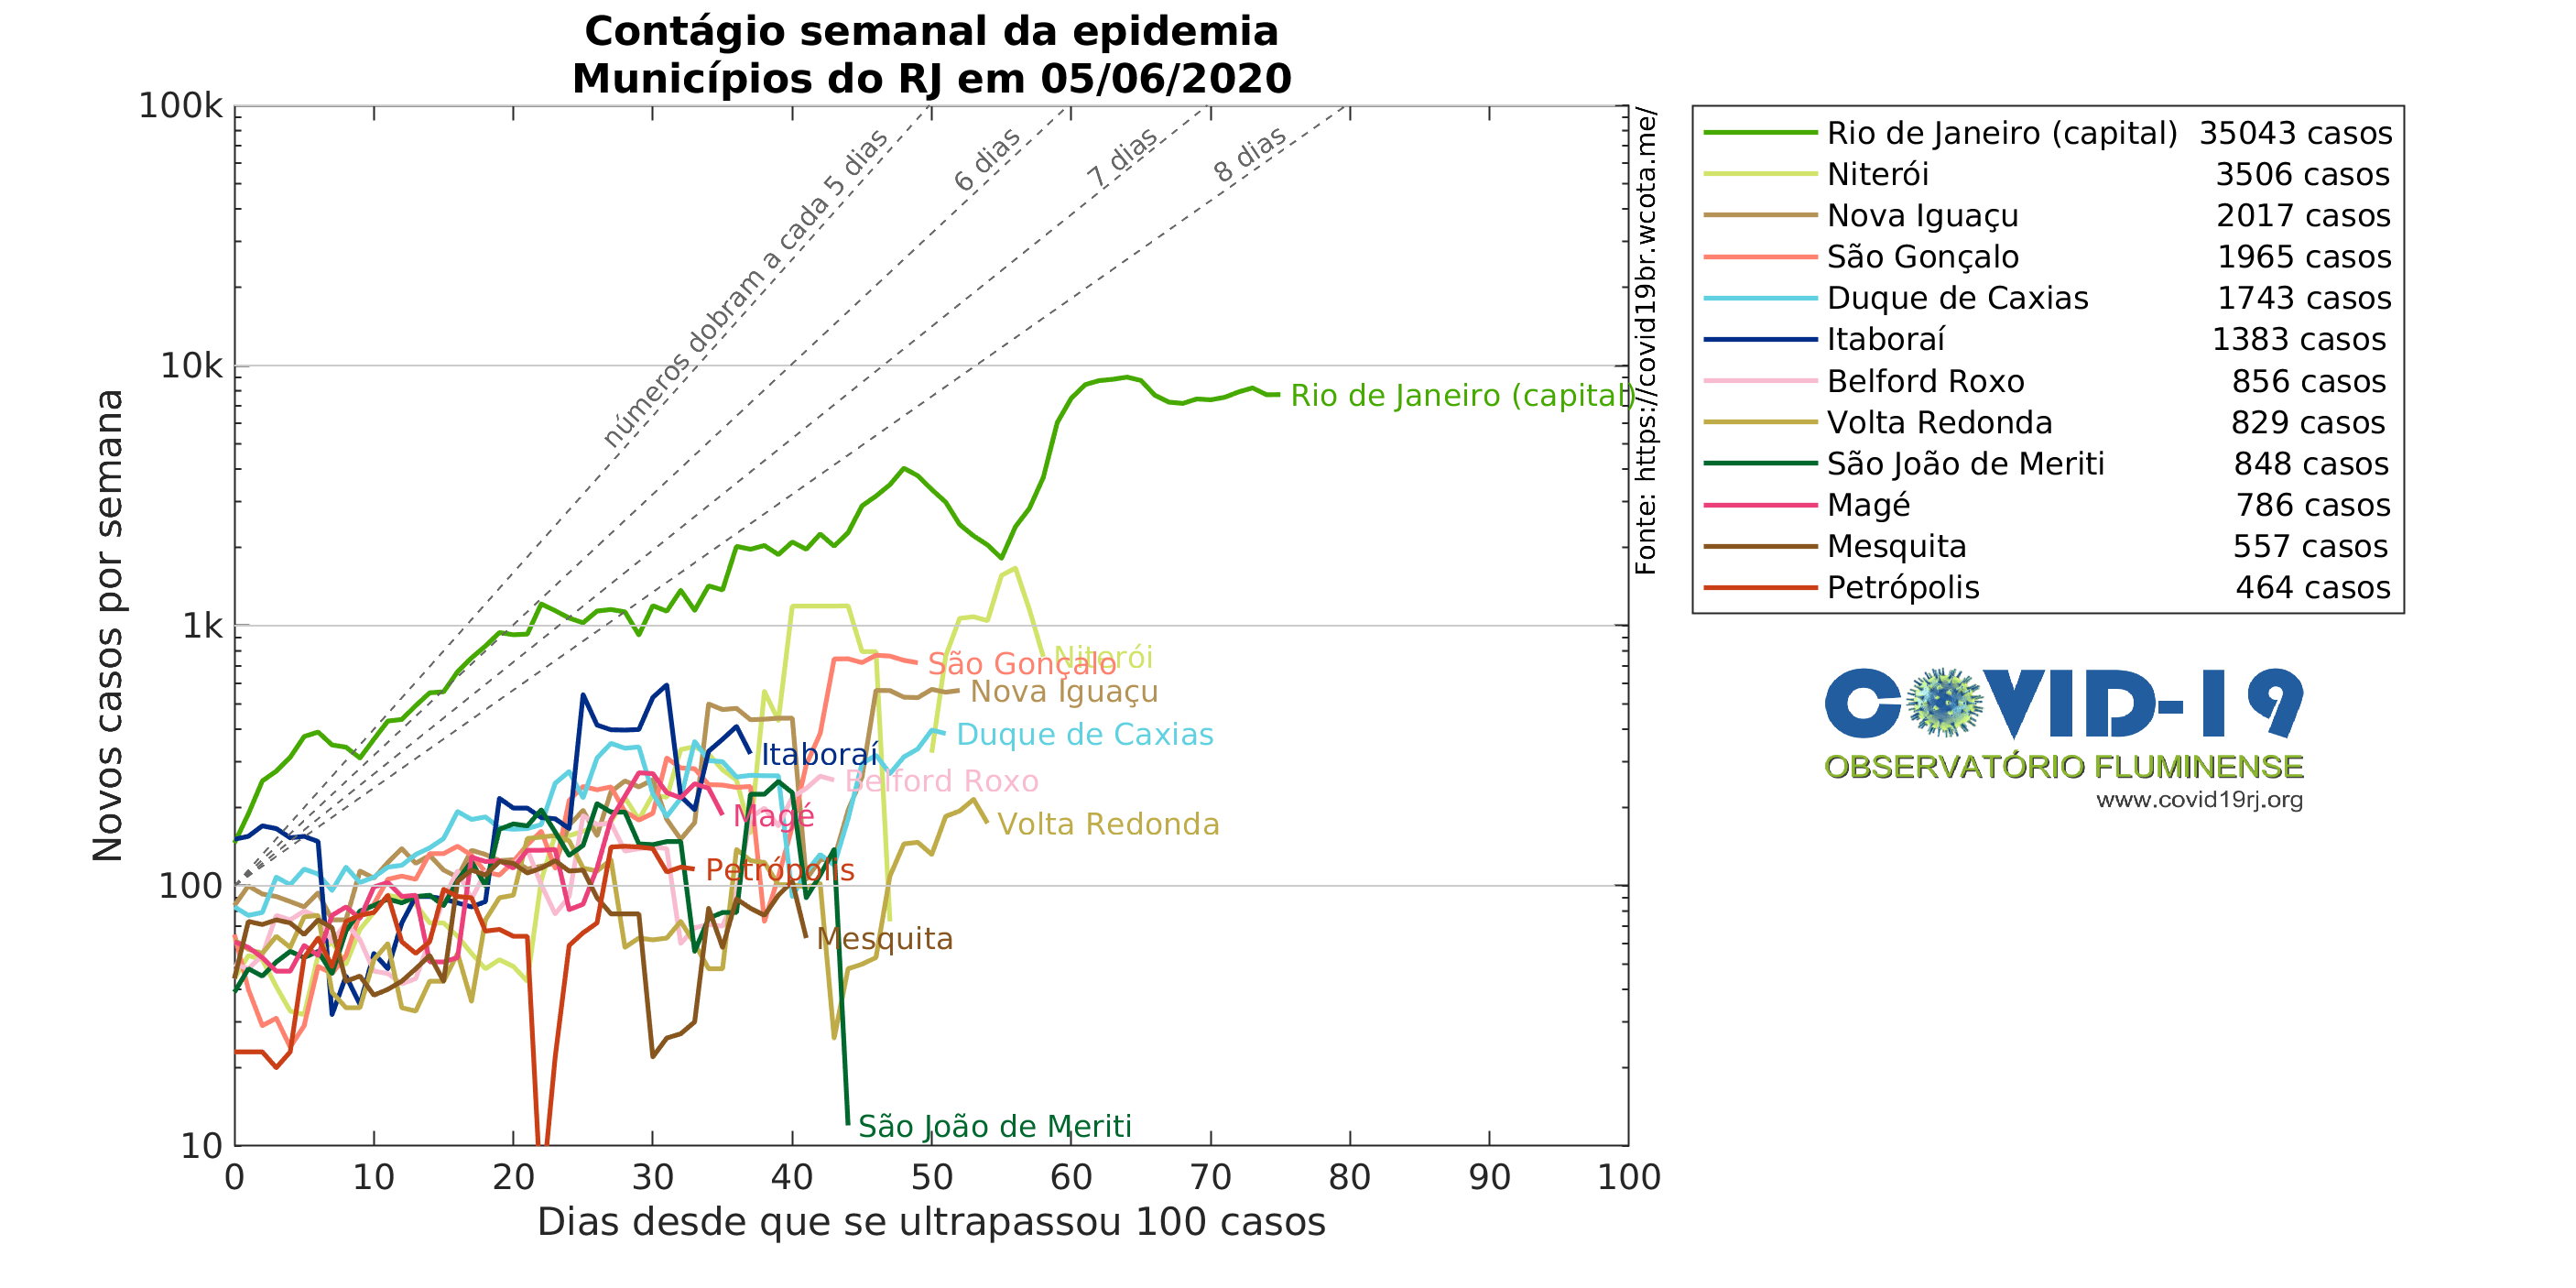 Contágio semanal da epidemia
Municípios do RJ em 05/06/2020
Novos casos por semana
100k
10k
1k
100
10
0 10 20 30 40 50 60 70 80 90 100
Dias desde que se ultrapassou 100 casos
números dobram a cada 5 dias
6 dias
7 dias
8 dias
Rio de Janeiro (capital)
Niterói
São Gonçalo
Nova Iguaçu
Duque de Caxias
Itaboraí
Belford Roxo
Magé
Volta Redonda
Petrópolis
Mesquita
São João de Meriti
Fonte: https://covid19br.wcota.me/
Rio de Janeiro (capital) 35043 casos
Niterói 3506 casos
Nova Iguaçu 2017 casos
São Gonçalo 1965 casos
Duque de Caxias 1743 casos
Itaboraí 1383 casos
Belford Roxo 856 casos
Volta Redonda 829 casos
São João de Meriti 848 casos
Magé 786 casos
Mesquita 557 casos
Petrópolis 464 casos
COVID-19
OBSERVATÓRIO FLUMINENSE
www.covid19rj.org